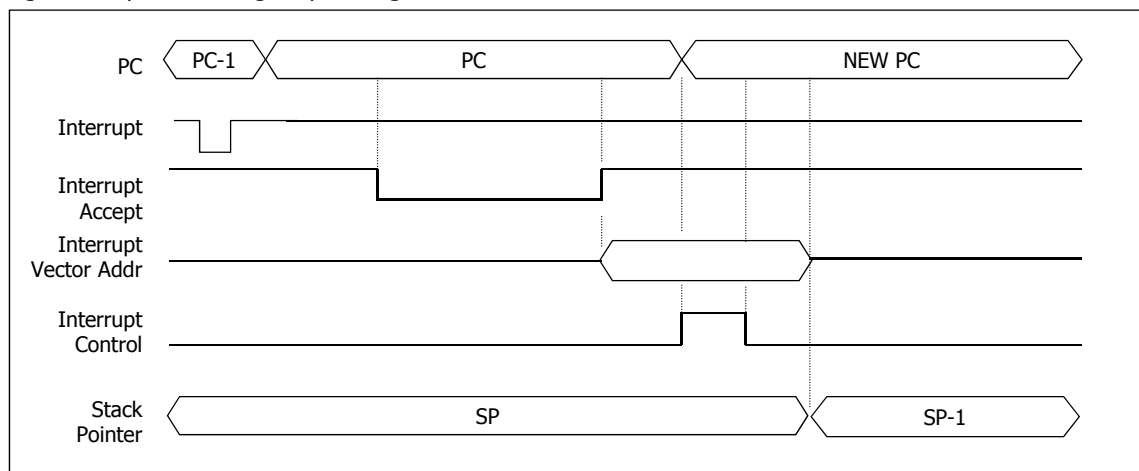 PC PC-1 PC NEW PC
Interrupt
Interrupt
Accept
Interrupt
Vector Addr
Interrupt
Control
Stack
Pointer
SP SP-1